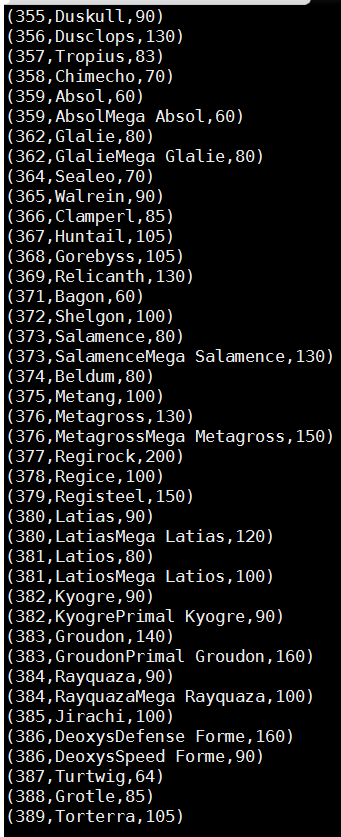 (355,Duskull,90)
(356,Dusclops,130)
(357,Tropius,83)
(358,Chimecho,70)
(359,Absol,60)
(359,AbsolMega Absol,60)
(362,Glalie,80)
(362,GlalieMega Glalie,80)
(364,Sealeo,70)
(365,Walrein,90)
(366,Clamperl,85)
(367,Huntail,105)
(368,Gorebyss,105)
(369,Relicanth,130)
(371,Bagon,60)
(372,Shelgon,100)
(373,Salamence,80)
(373,SalamenceMega Salamence,130)
(374,Beldum,80)
(375,Metang,100)
(376,Metagross,130)
(376,MetagrossMega Metagross,150)
(377,Regirock,200)
(378,Regice,100)
(379,Registeel,150)
(380,Latias,90)
(380,LatiasMega Latias,120)
(381,Latios,80)
(381,LatiosMega Latios,100)
(382,Kyogre,90)
(382,KyogrePrimal Kyogre,90)
(383,Groudon,140)
(383,GroudonPrimal Groudon,160)
(384,Rayquaza,90)
(384,RayquazaMega Rayquaza,100)
(385,Jirachi,100)
(386,DeoxysDefense Forme,160)
(386,DeoxysSpeed Forme,90)
(387,Turtwig,64)
(388,Grotle,85)
(389,Torterra,105)